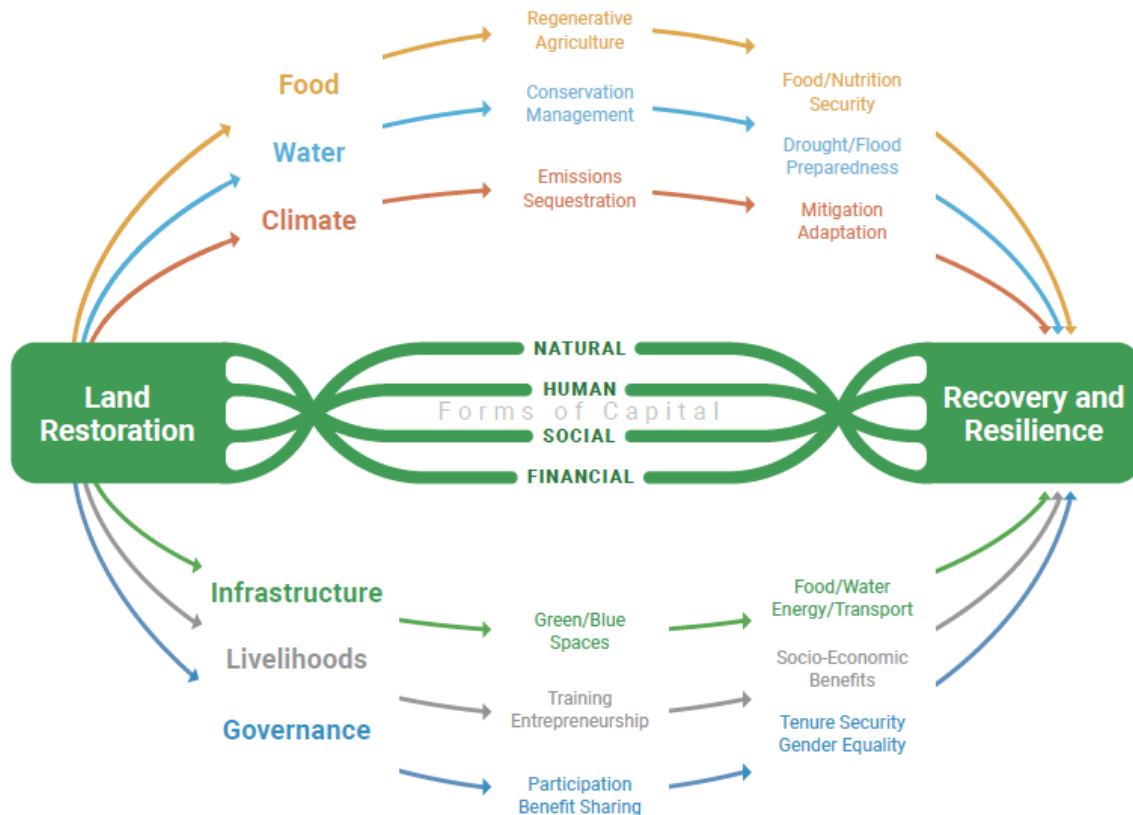 Regenerative
Agriculture
Food
Food/Nutrition
Security
Conservation
Management
Water
Drought/Flood
Preparedness
Emissions
Sequestration
Climate
Mitigation
Adaptation
Land
Restoration
NATURAL
HUMAN
Forms of Capital
SOCIAL
FINANCIAL
Recovery and
Resilience
Infrastructure
Green/Blue
Spaces
Food/Water
Energy/Transport
Livelihoods
Training
Entrepreneurship
Socio-Economic
Benefits
Governance
Participation
Benefit Sharing
Tenure Security
Gender Equality